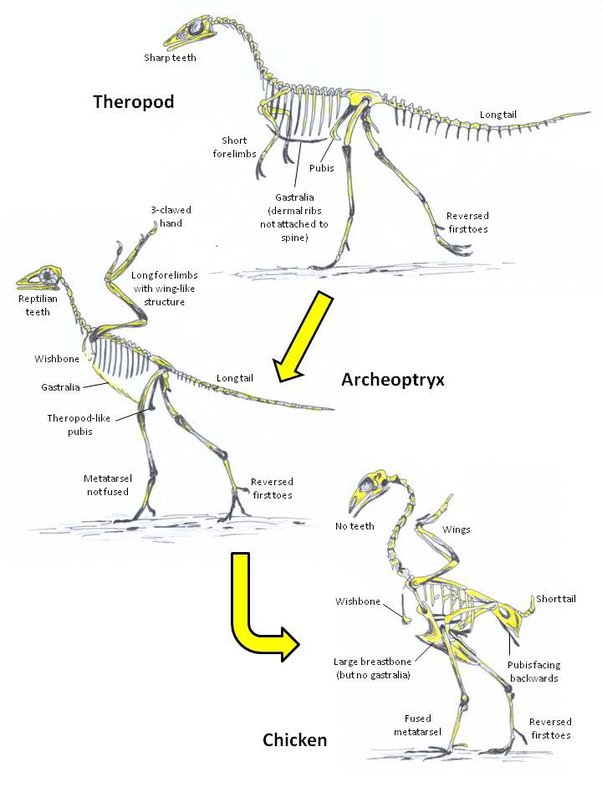 Sharp teeth
Theropod
Long tail
Short
forelimbs
Pubis
Gastralia
(dermal ribs
not attached to
spine)
Reversed
first toes
3-clawed
hand
Long forelimbs
with wing-like
structure
Reptilian
teeth
Wishbone
Gastralia
Long tail
Archeoptryx
Theropod-like
pubis
Metatarsel
not fused
Reversed
first toes
No teeth
Wings
Wishbone
Short tail
Large breastbone
(but no gastralia)
Pubis facing
backwards
Fused
metatarsel
Reversed
first toes
Chicken